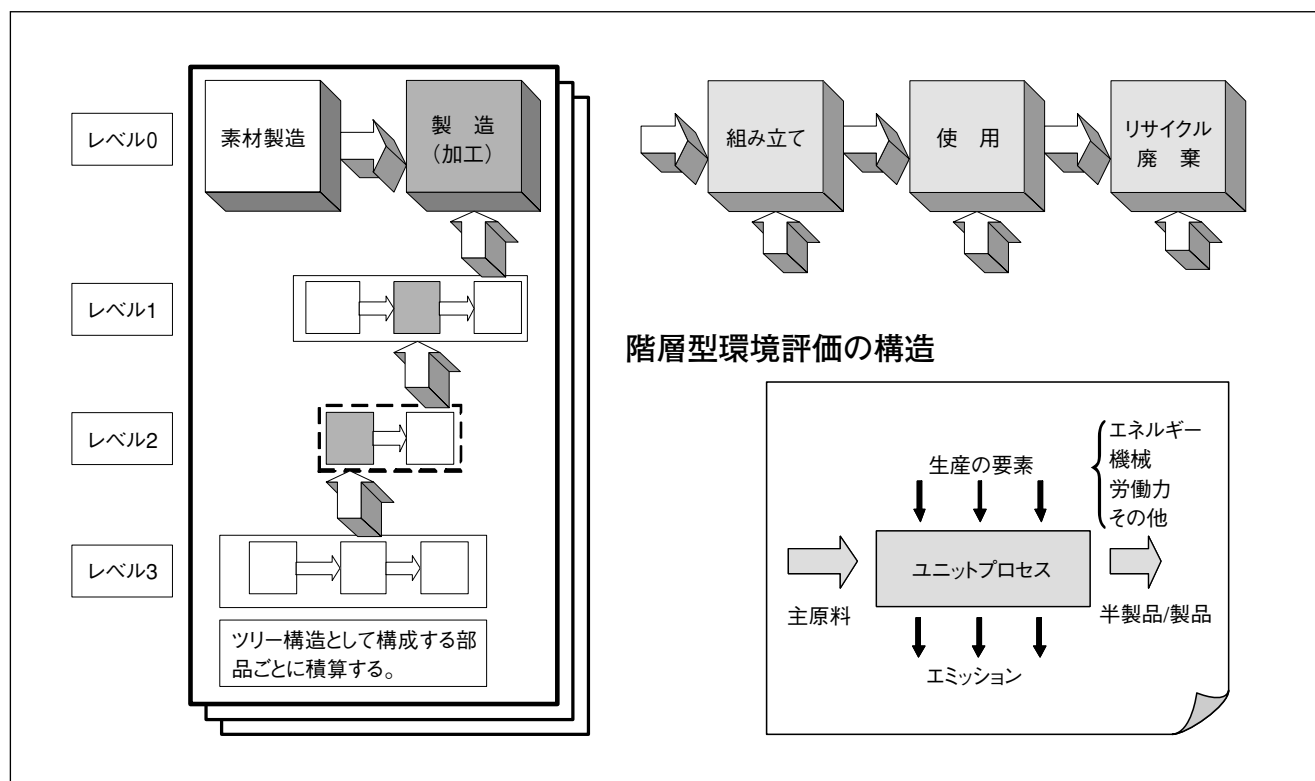 レベル0
素材製造
製　造
（加工）
組み立て
使　用
リサイクル
廃　棄
レベル1
階層型環境評価の構造
レベル2
エネルギー
機械
労働力
その他
生産の要素
レベル3
ユニットプロセス
主原料
半製品/製品
エミッション
ツリー構造として構成する部
品ごとに積算する。